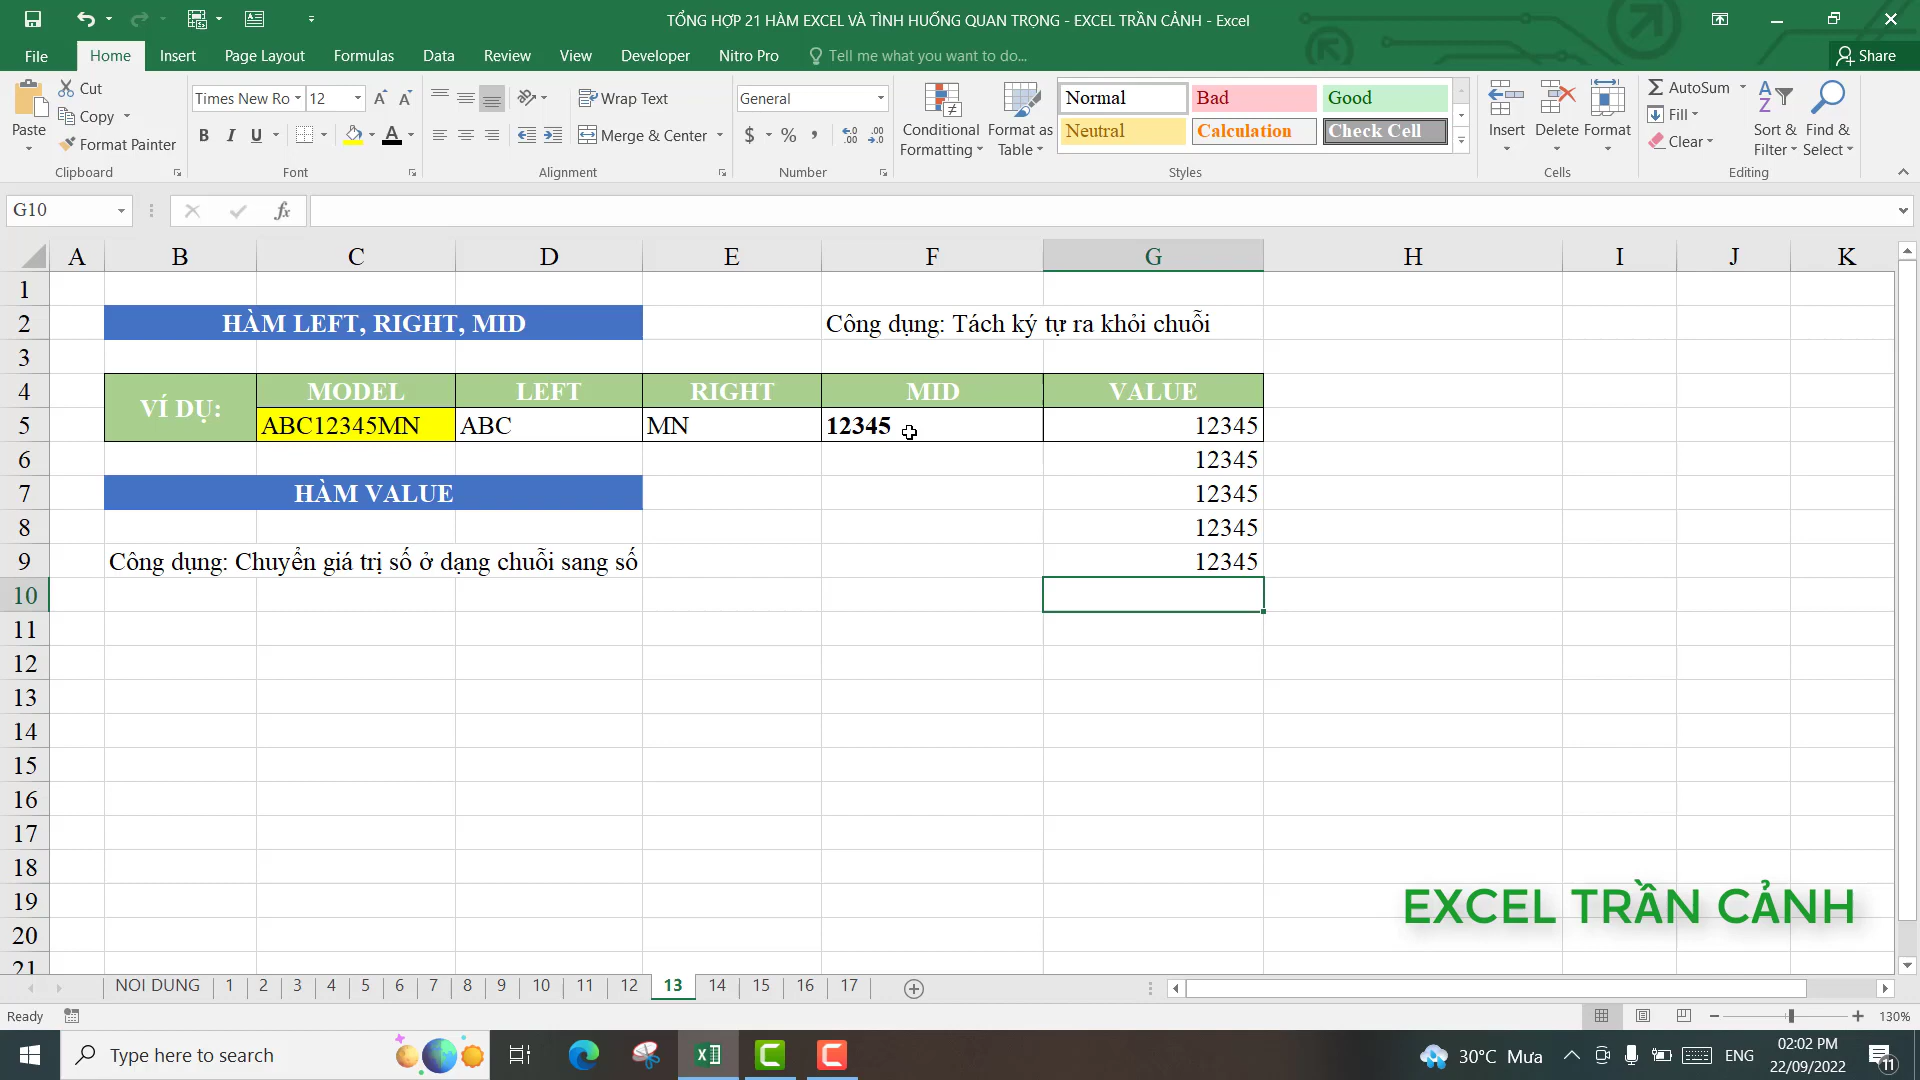 TỔNG HỢP 21 HÀM EXCEL VÀ TÌNH HUỐNG QUAN TRỌNG - EXCEL TRẦN CẢNH - Excel
File Home Insert Page Layout Formulas Data Review View Developer Nitro Pro Tell me what you want to do... Share
Paste
Cut
Copy
Format Painter
Clipboard
Times New Ro 12
B I U A
Font
Wrap Text
Merge & Center
Alignment
General
$ % ,
Number
Conditional Formatting
Format as Table
Normal Bad Good
Neutral Calculation Check Cell
Styles
Insert Delete Format
Cells
AutoSum
Fill
Clear
Sort & Filter
Find & Select
Editing
G10 fx
A B C D E F G H I J K
1
2 HÀM LEFT, RIGHT, MID Công dụng: Tách ký tự ra khỏi chuỗi
3
4 VÍ DỤ: MODEL LEFT RIGHT MID VALUE
5 ABC12345MN ABC MN 12345 12345
6 12345
7 HÀM VALUE 12345
8 12345
9 Công dụng: Chuyển giá trị số ở dạng chuỗi sang số 12345
10
11
12
13
14
15
16
17
18
19
EXCEL TRẦN CẢNH
20
21
NOI DUNG 1 2 3 4 5 6 7 8 9 10 11 12 13 14 15 16 17
Ready 130%
Type here to search 30°C Mưa ENG 02:02 PM
22/09/2022 11